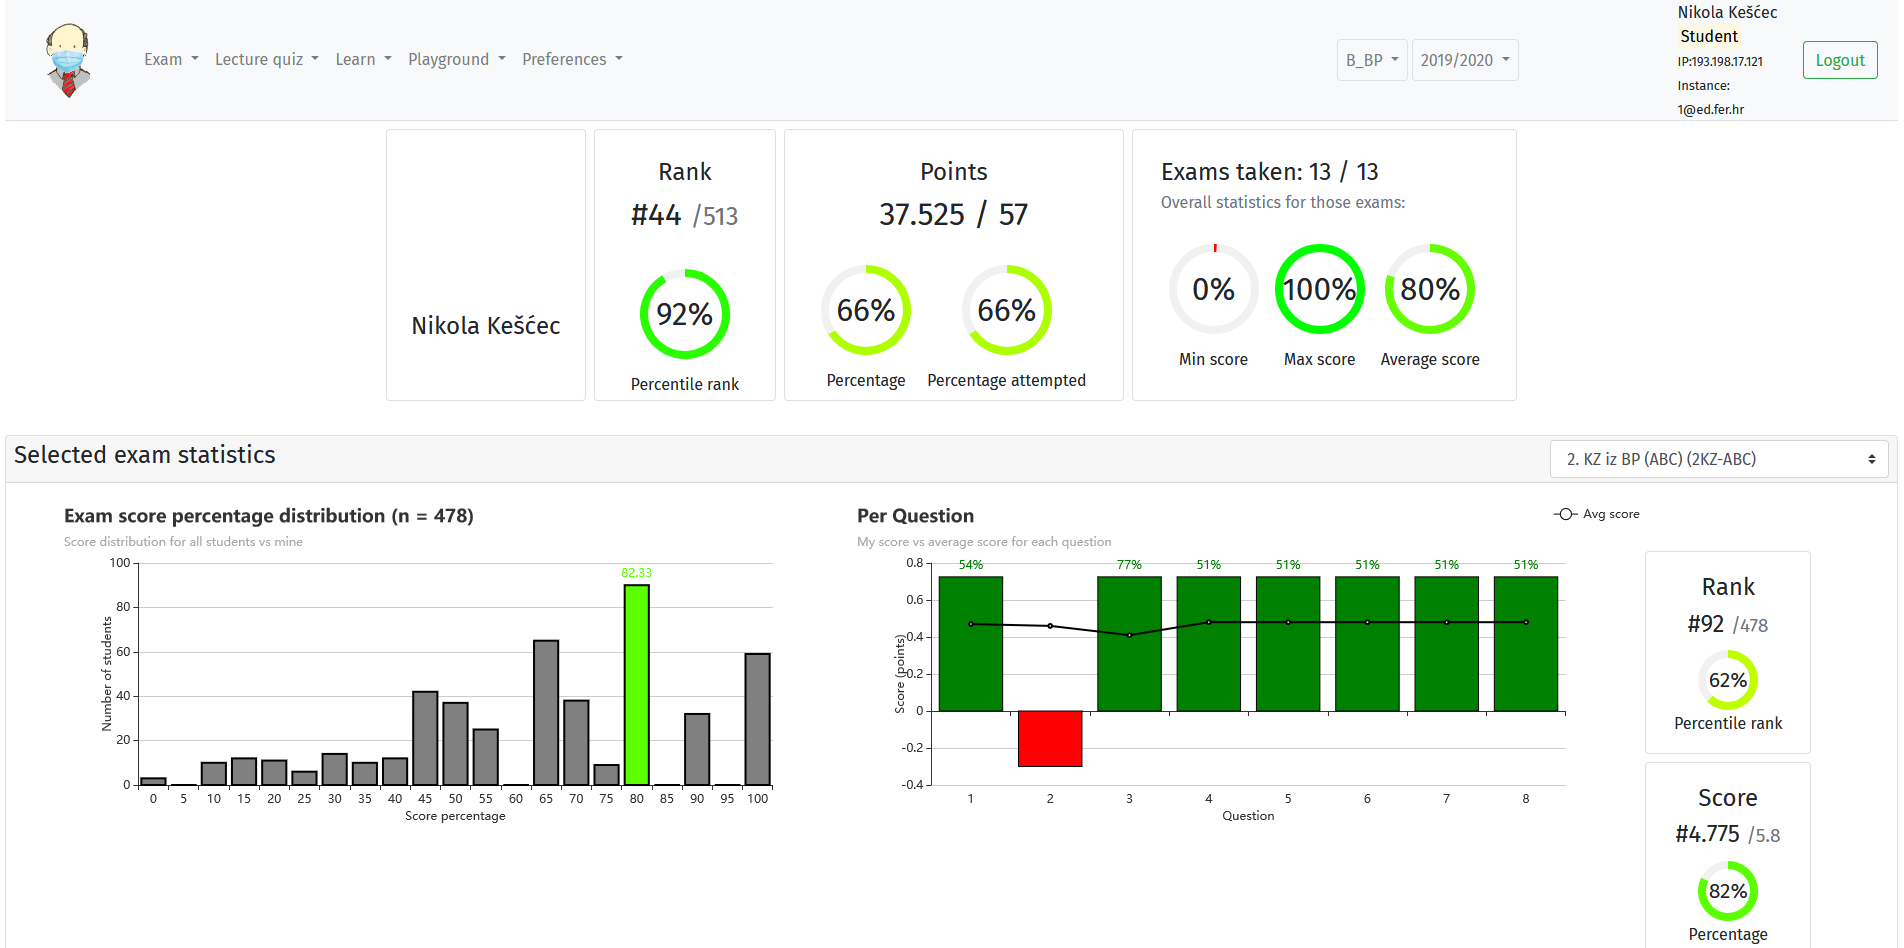 Exam Lecture quiz Learn Playground Preferences
B_BP 2019/2020
Nikola Kešćec
Student
IP:193.198.17.121
Instance:
1@ed.fer.hr
Logout
Nikola Kešćec
Rank
#44 /513
92%
Percentile rank
Points
37.525 / 57
66% 66%
Percentage Percentage attempted
Exams taken: 13 / 13
Overall statistics for those exams:
0% 100% 80%
Min score Max score Average score
Selected exam statistics
2. KZ iz BP (ABC) (2KZ-ABC)
Exam score percentage distribution (n = 478)
Score distribution for all students vs mine
82.33
100
80
60
40
20
0
Number of students
0 5 10 15 20 25 30 35 40 45 50 55 60 65 70 75 80 85 90 95 100
Score percentage
Per Question
My score vs average score for each question
Avg score
54% 77% 51% 51% 51% 51% 51%
0.8
0.6
0.4
0.2
0
-0.2
-0.4
Score (points)
1 2 3 4 5 6 7 8
Question
Rank
#92 /478
62%
Percentile rank
Score
#4.775 /5.8
82%
Percentage